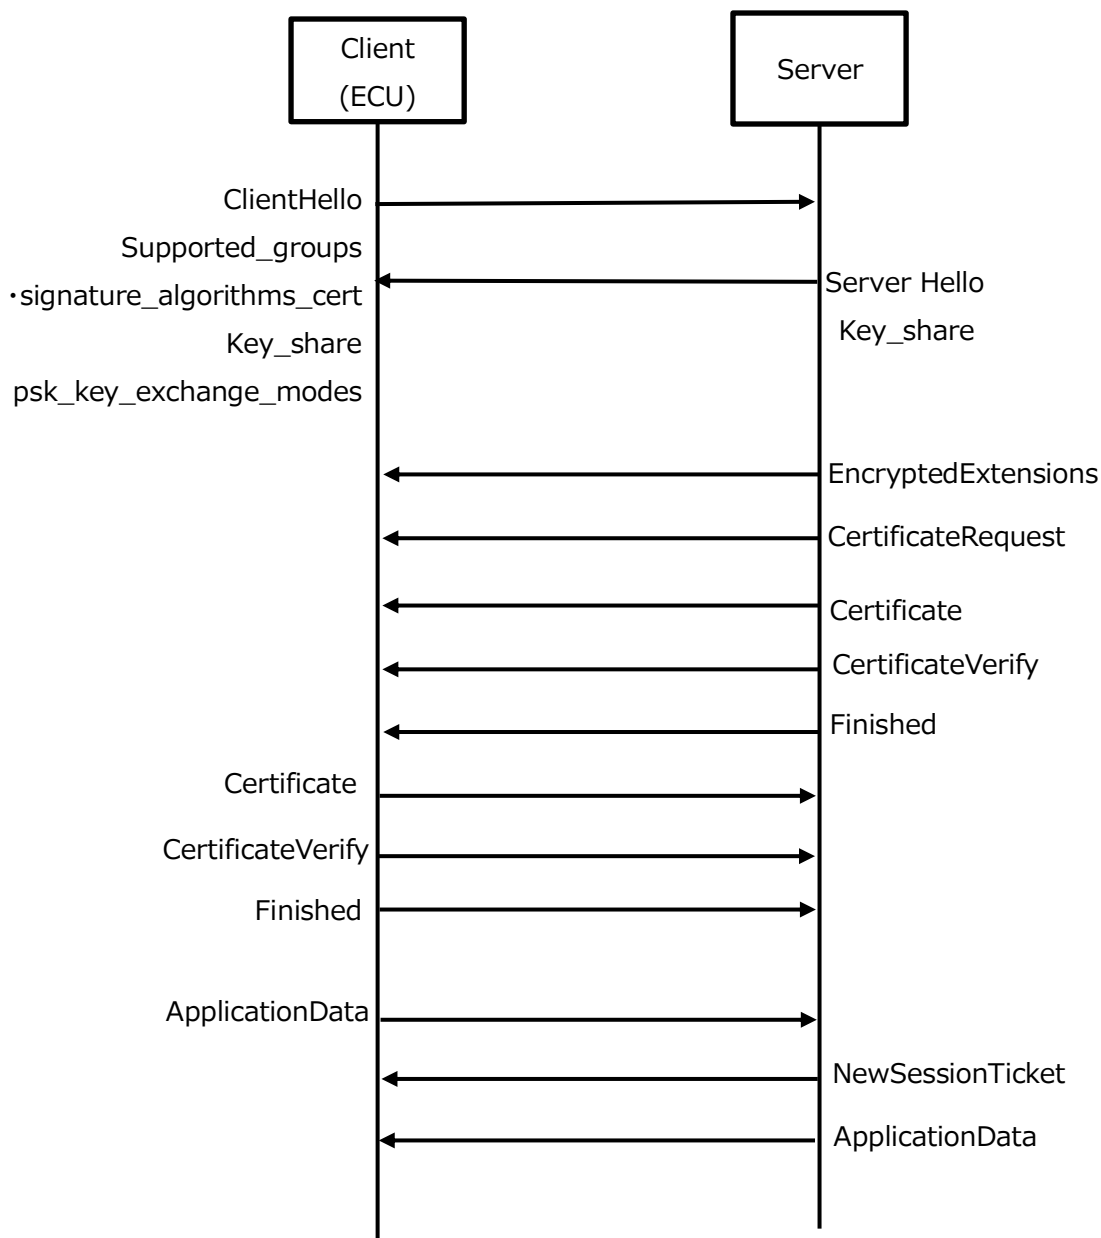 Client
(ECU)
Server
ClientHello
Supported_groups
・signature_algorithms_cert
Key_share
psk_key_exchange_modes
Server Hello
Key_share
EncryptedExtensions
CertificateRequest
Certificate
CertificateVerify
Finished
Certificate
CertificateVerify
Finished
ApplicationData
NewSessionTicket
ApplicationData